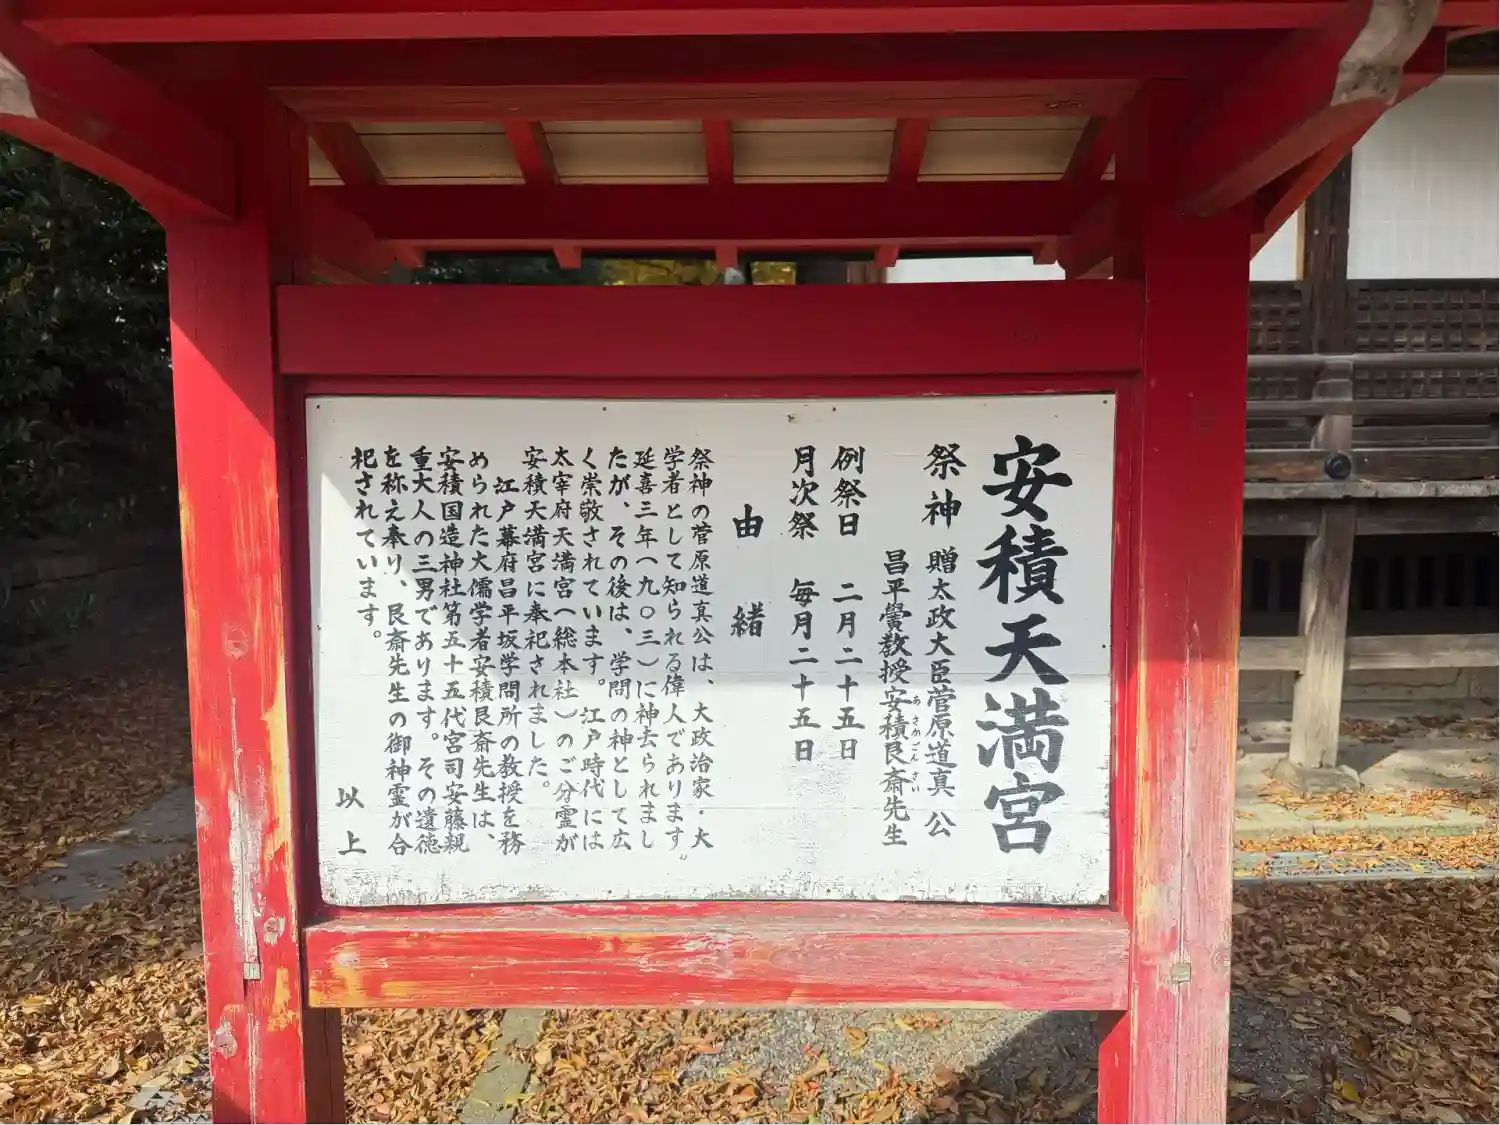 安積天満宮
祭神 贈太政大臣菅原道真 公
昌平黌教授安積艮斎先生
あさかごんさい
例祭日 二月二十五日
月次祭 毎月二十五日
由緒
祭神の菅原道真公は、大政治家・大
学者として知られる偉人であります。
延喜三年(九〇三)に神去られまし
たが、その後は、学問の神として広
く崇敬されています。江戸時代には
太宰府天満宮(総本社)のご分霊が
安積天満宮に奉祀されました。
江戸幕府昌平坂学問所の教授を務
められた大儒学者安積艮斎先生は、
安積国造神社第五十五代宮司安藤親
重大人の三男であります。その遺徳
を称え奉り、艮斎先生の御神霊が合
祀されています。
以上